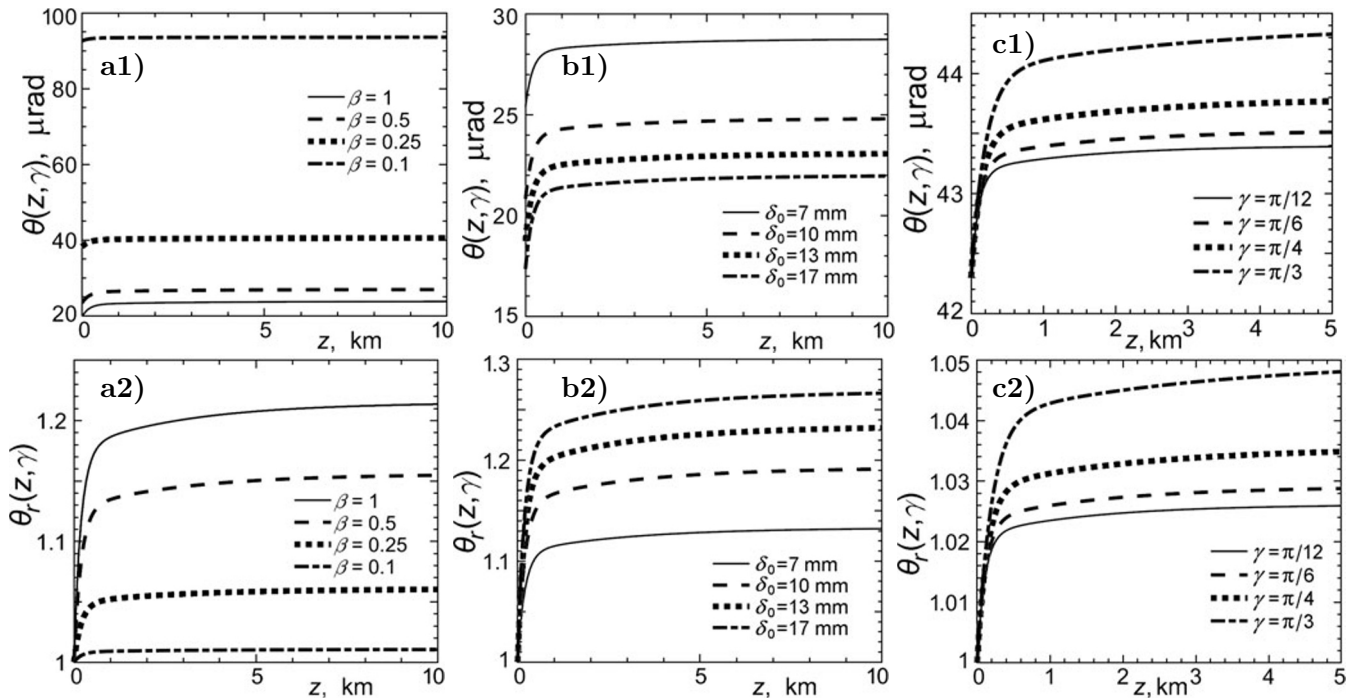 a1)
θ(z,γ), μrad
100
80
60
40
20
β = 1
β = 0.5
β = 0.25
β = 0.1
0
5
10
z, km
b1)
θ(z,γ), μrad
30
25
20
15
δ₀=7 mm
δ₀=10 mm
δ₀=13 mm
δ₀=17 mm
0
5
10
z, km
c1)
θ(z,γ), μrad
44
43
42
γ = π/12
γ = π/6
γ = π/4
γ = π/3
0
1
2
3
4
5
z, km
a2)
θᵣ(z,γ)
1.2
1.1
1
β = 1
β = 0.5
β = 0.25
β = 0.1
0
5
10
z, km
b2)
θᵣ(z,γ)
1.3
1.2
1.1
1
δ₀=7 mm
δ₀=10 mm
δ₀=13 mm
δ₀=17 mm
0
5
10
z, km
c2)
θᵣ(z,γ)
1.05
1.04
1.03
1.02
1.01
1
γ = π/12
γ = π/6
γ = π/4
γ = π/3
0
1
2
3
4
5
z, km